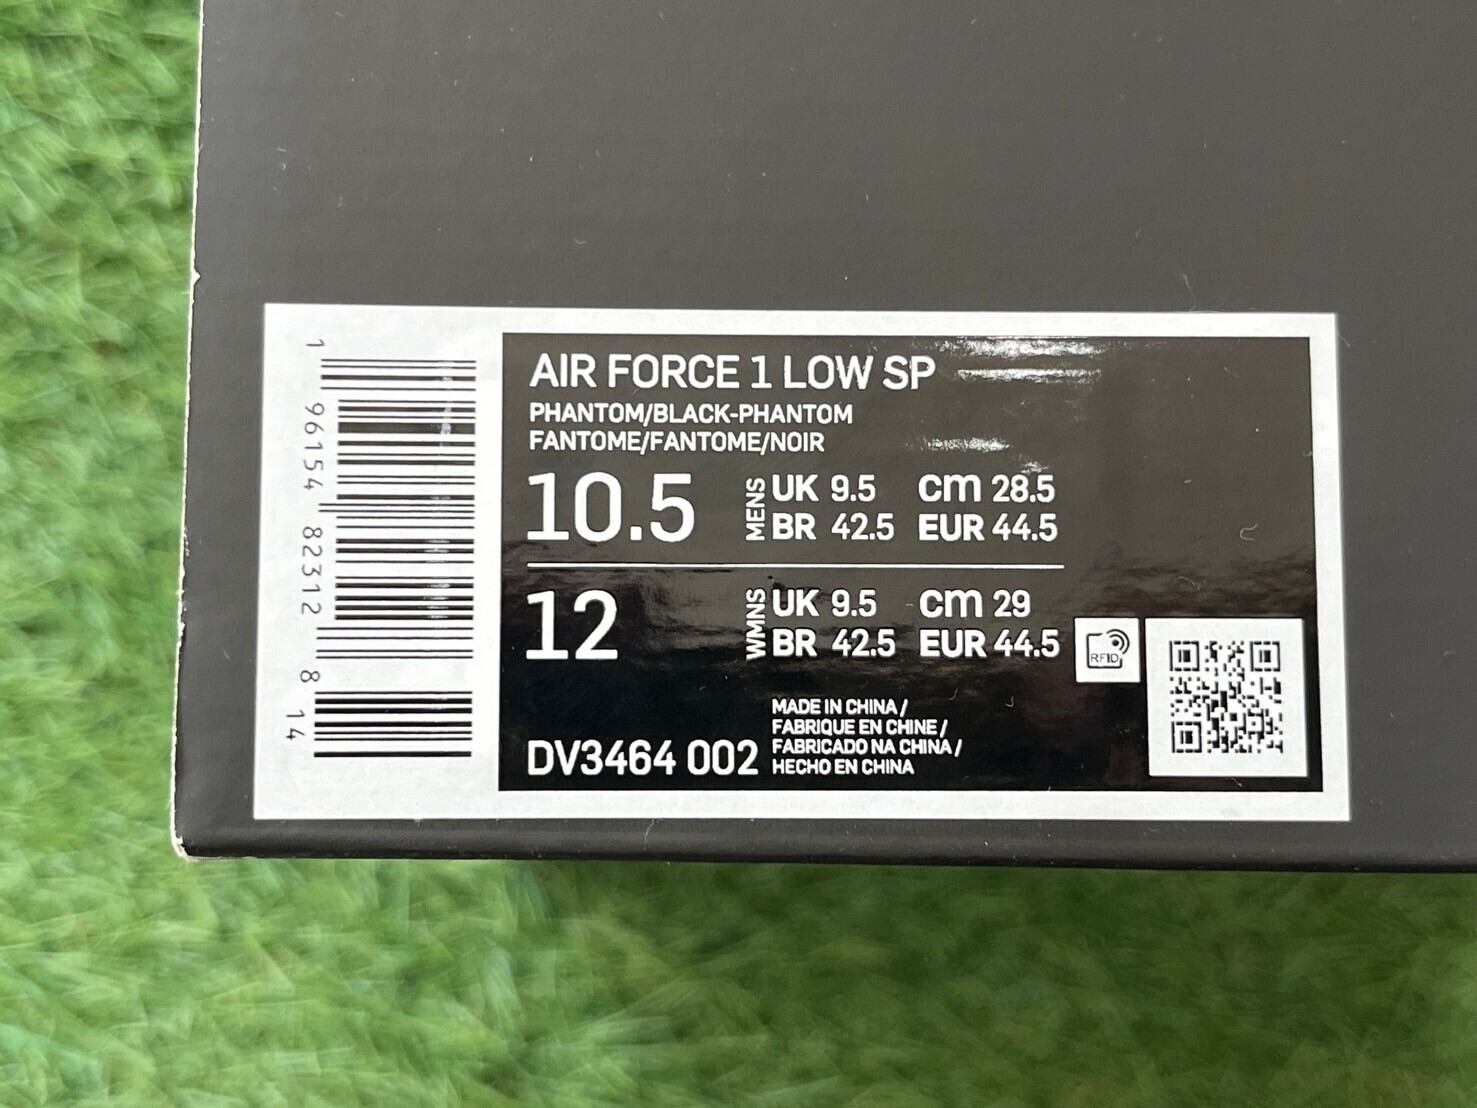 1 96154 82312 8 14
AIR FORCE 1 LOW SP
PHANTOM/BLACK-PHANTOM
FANTOME/FANTOME/NOIR
10.5 MENS UK 9.5 cm 28.5
BR 42.5 EUR 44.5
12 WMNS UK 9.5 cm 29
BR 42.5 EUR 44.5
RFID
DV3464 002
MADE IN CHINA /
FABRIQUE EN CHINE /
FABRICADO NA CHINA /
HECHO EN CHINA